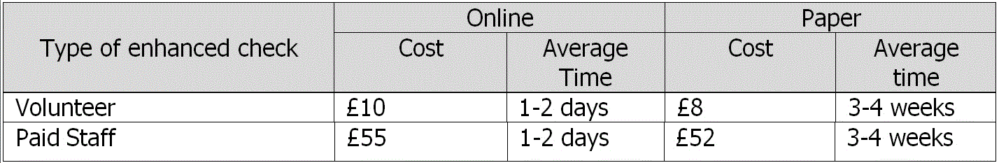 Type of enhanced check
Online
Paper
Cost
Average
Time
Cost
Average
time
Volunteer
£10
1-2 days
£8
3-4 weeks
Paid Staff
£55
1-2 days
£52
3-4 weeks